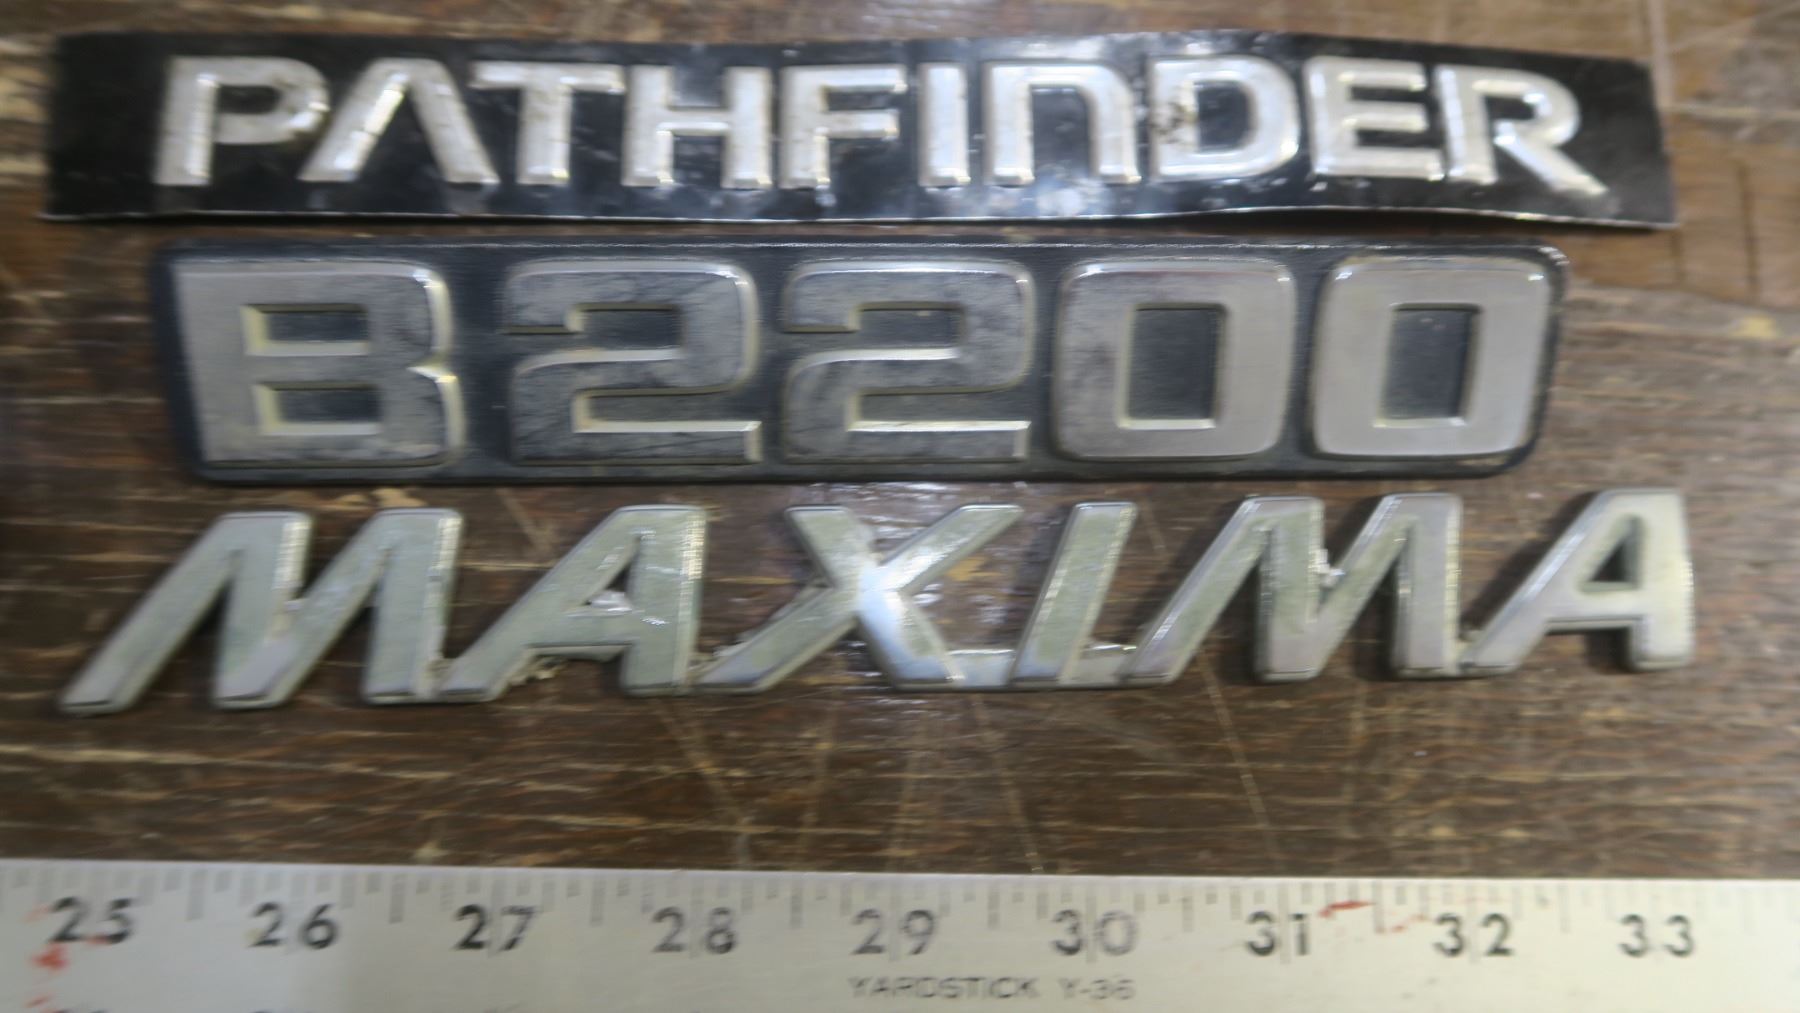 PATHFINDER
B2200
MAXIMA
25 26 27 28 29 30 31 32 33
YARDSTICK Y-36